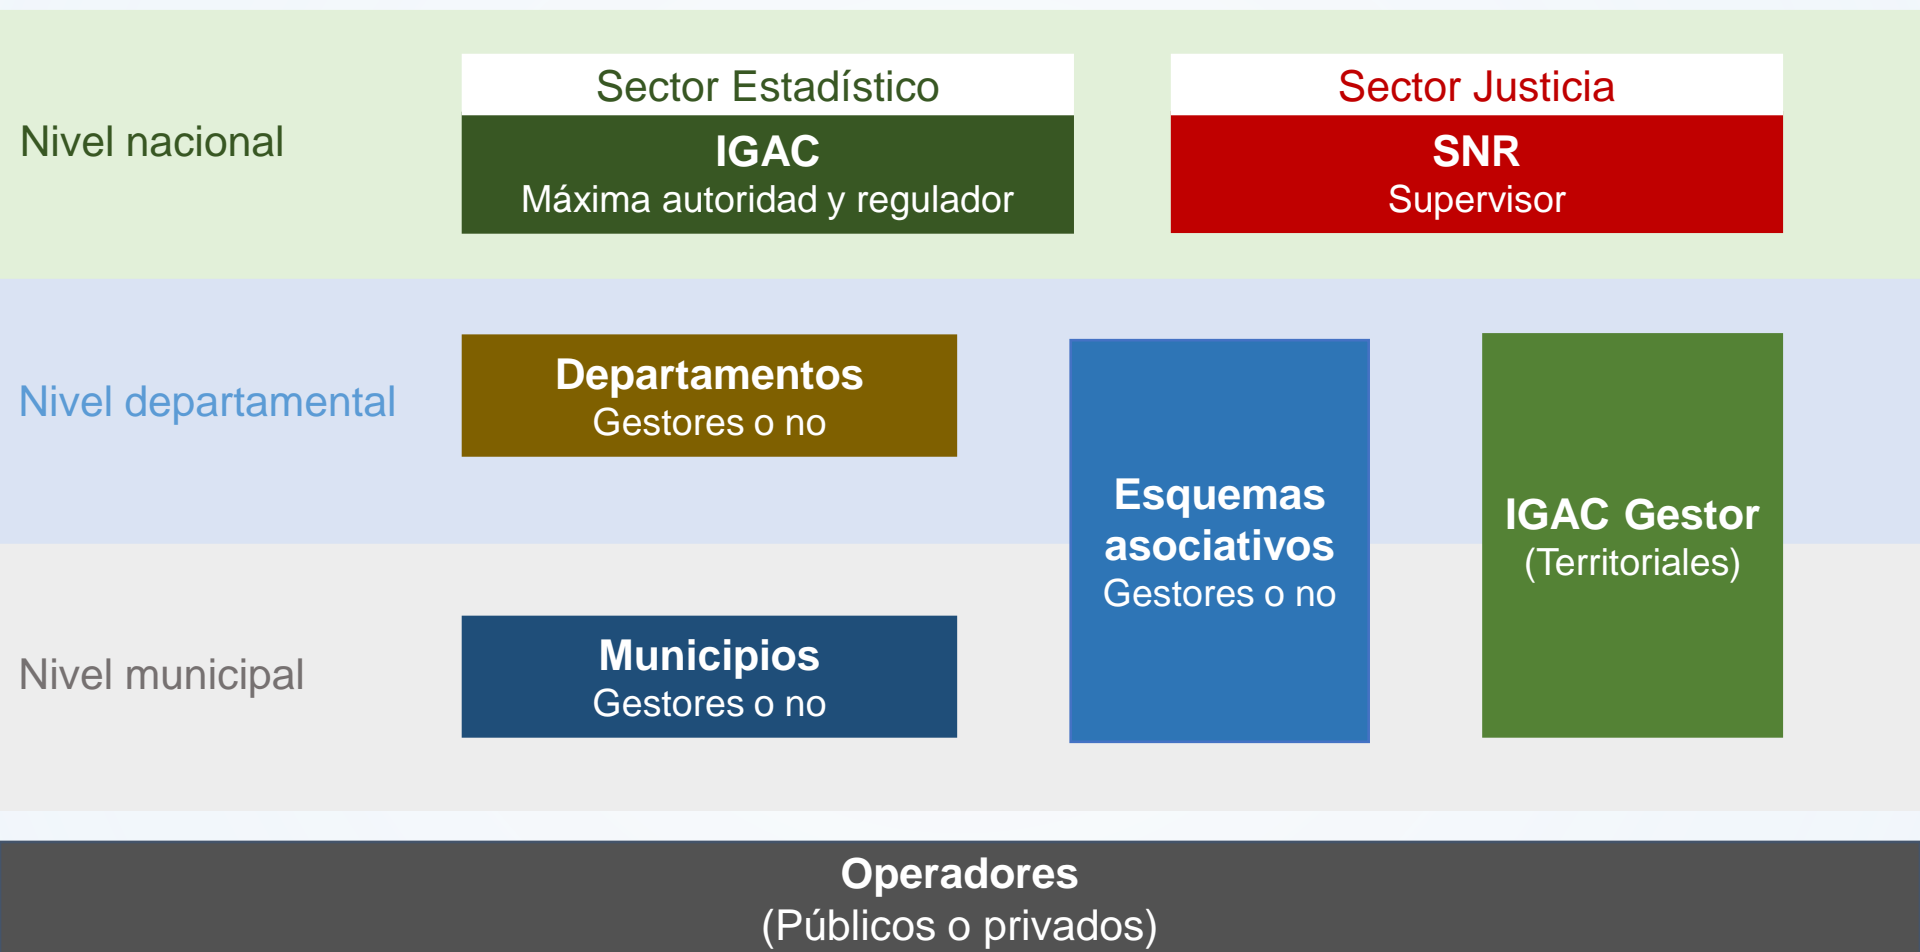 Nivel nacional
Sector Estadístico
IGAC
Máxima autoridad y regulador
Sector Justicia
SNR
Supervisor
Nivel departamental
Departamentos
Gestores o no
Esquemas
asociativos
Gestores o no
IGAC Gestor
(Territoriales)
Nivel municipal
Municipios
Gestores o no
Operadores
(Públicos o privados)